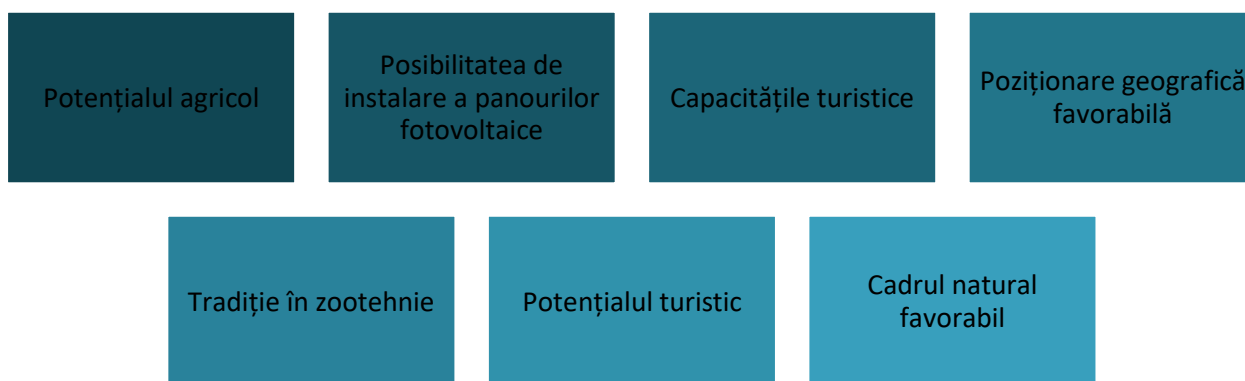 Potențialul agricol
Posibilitatea de
instalare a panourilor
fotovoltaice
Capacitățile turistice
Poziționare geografică
favorabilă
Tradiție în zootehnie
Potențialul turistic
Cadrul natural
favorabil